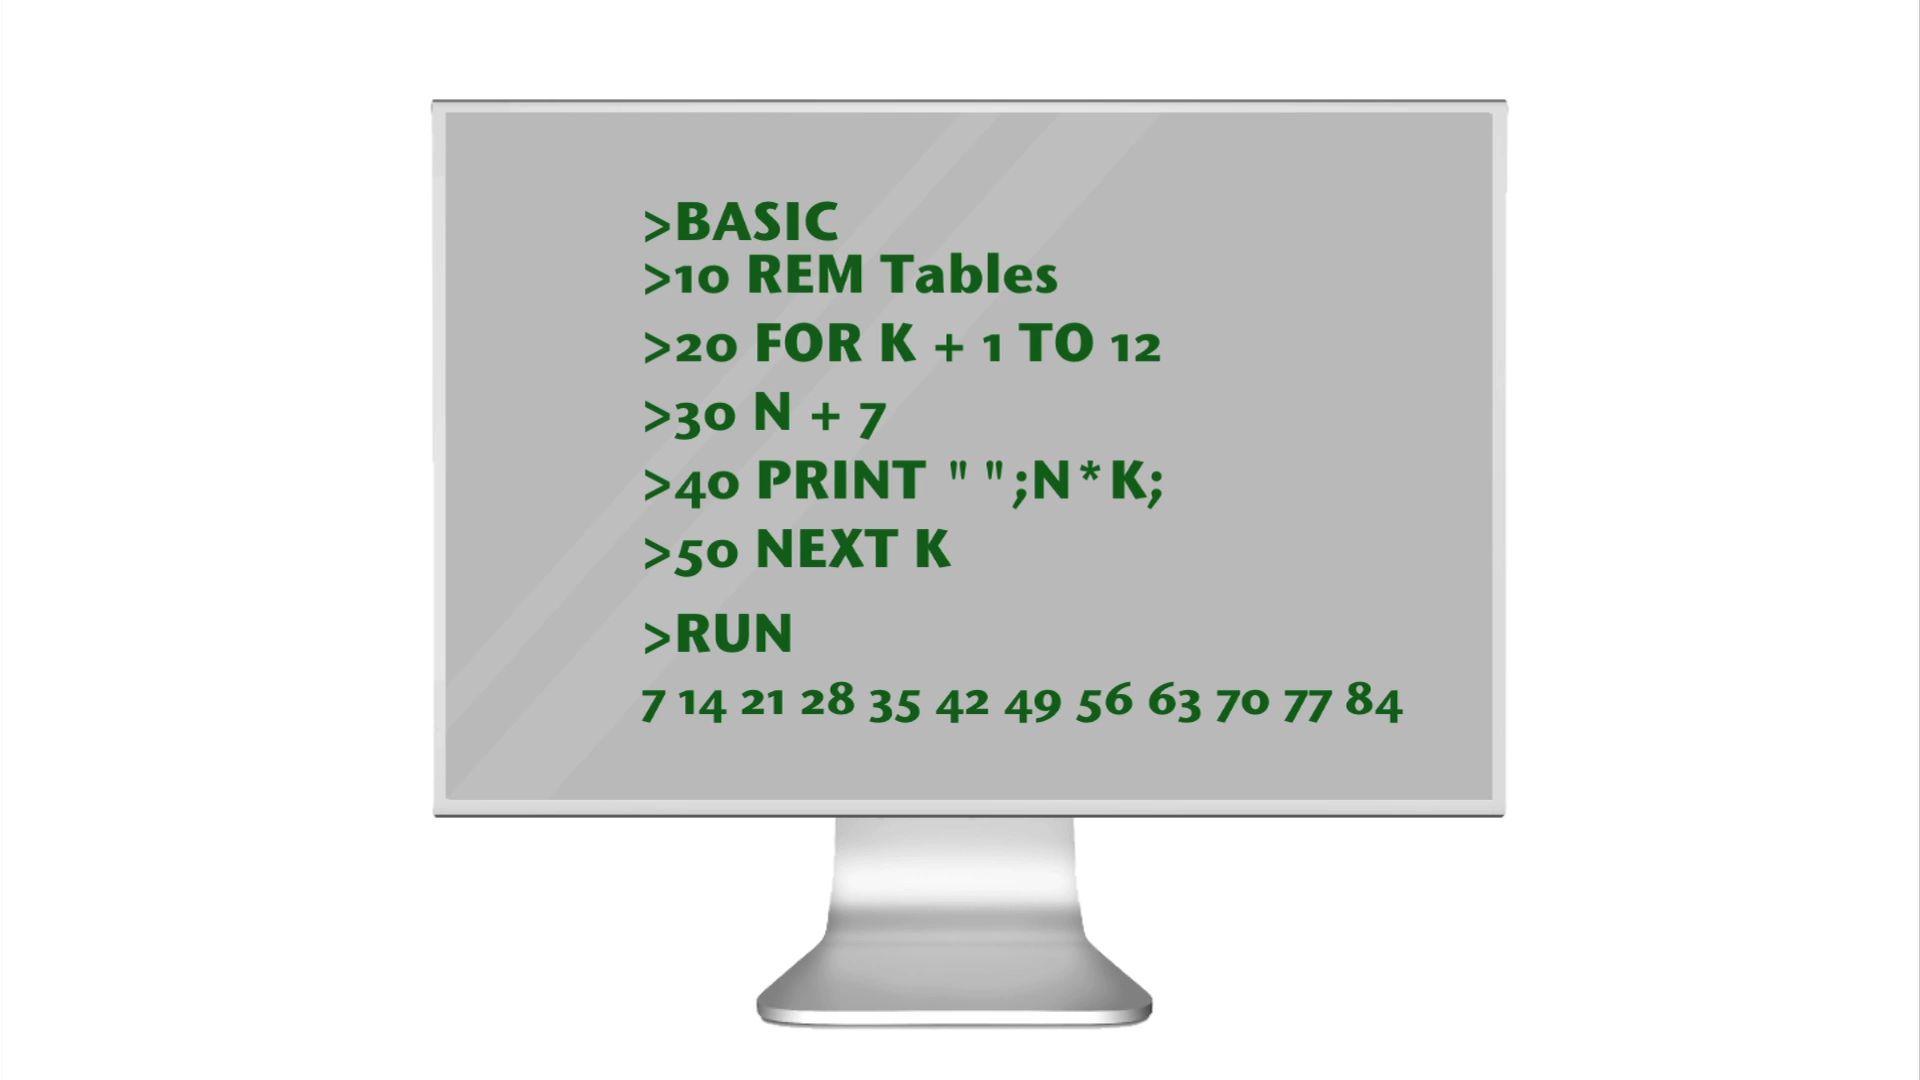 >BASIC
>10 REM Tables
>20 FOR K + 1 TO 12
>30 N + 7
>40 PRINT " ";N*K;
>50 NEXT K
>RUN
7 14 21 28 35 42 49 56 63 70 77 84